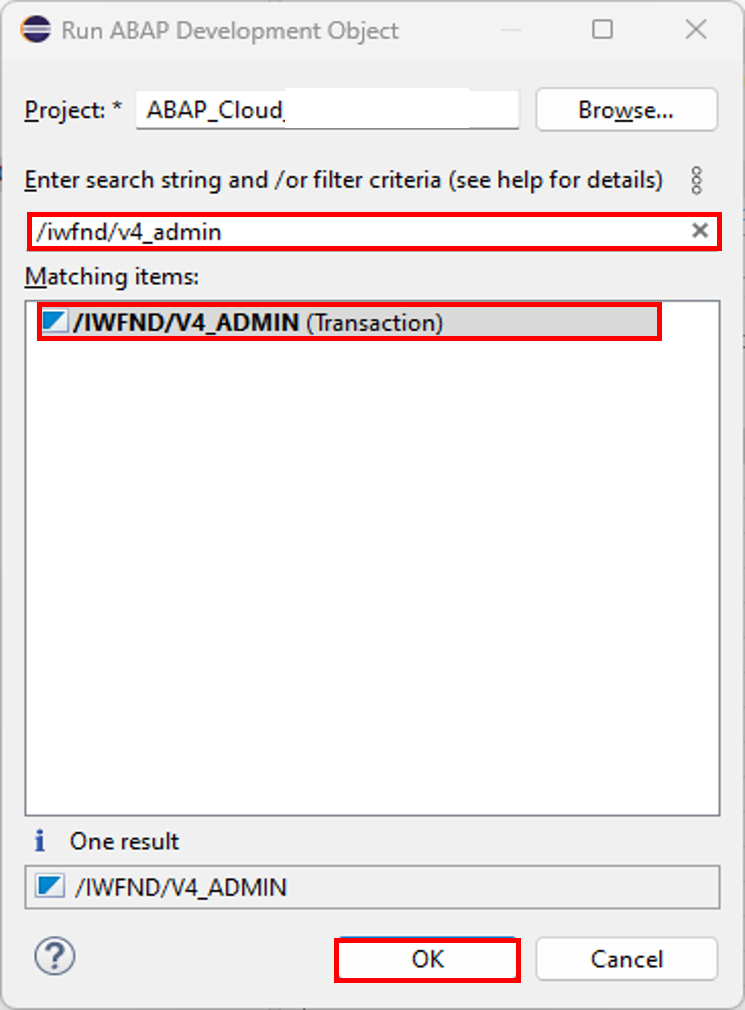 Run ABAP Development Object
Project: * ABAP_Cloud_ Browse...
Enter search string and /or filter criteria (see help for details)
/iwfnd/v4_admin
Matching items:
/IWFND/V4_ADMIN (Transaction)
One result
/IWFND/V4_ADMIN
OK Cancel